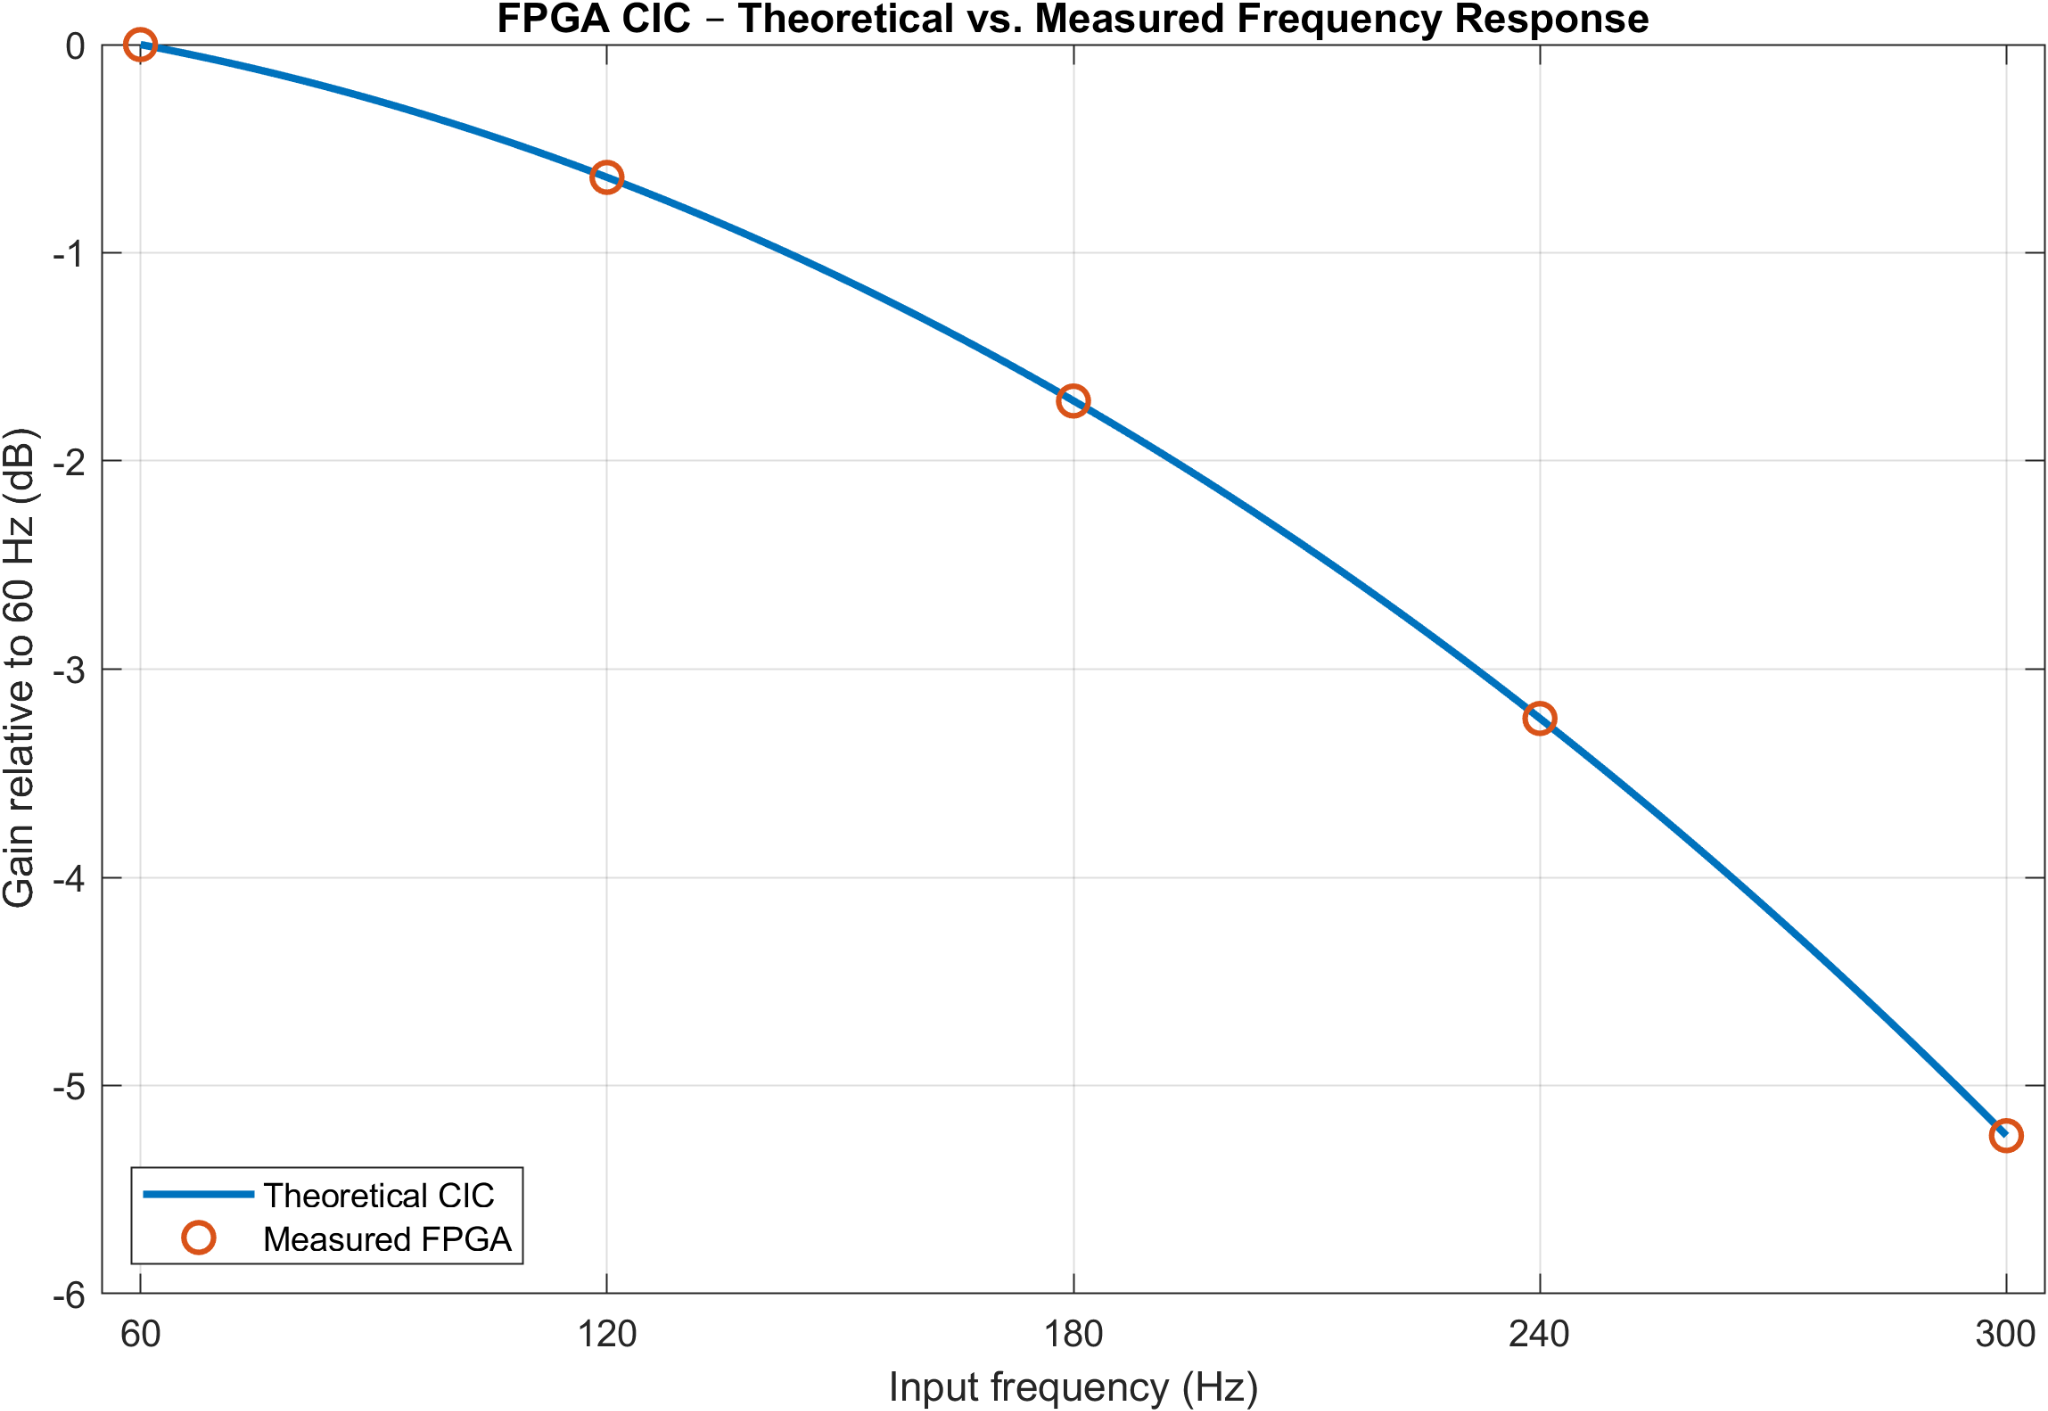 FPGA CIC – Theoretical vs. Measured Frequency Response
Gain relative to 60 Hz (dB)
0
-1
-2
-3
-4
-5
-6
Theoretical CIC
Measured FPGA
60 120 180 240 300
Input frequency (Hz)